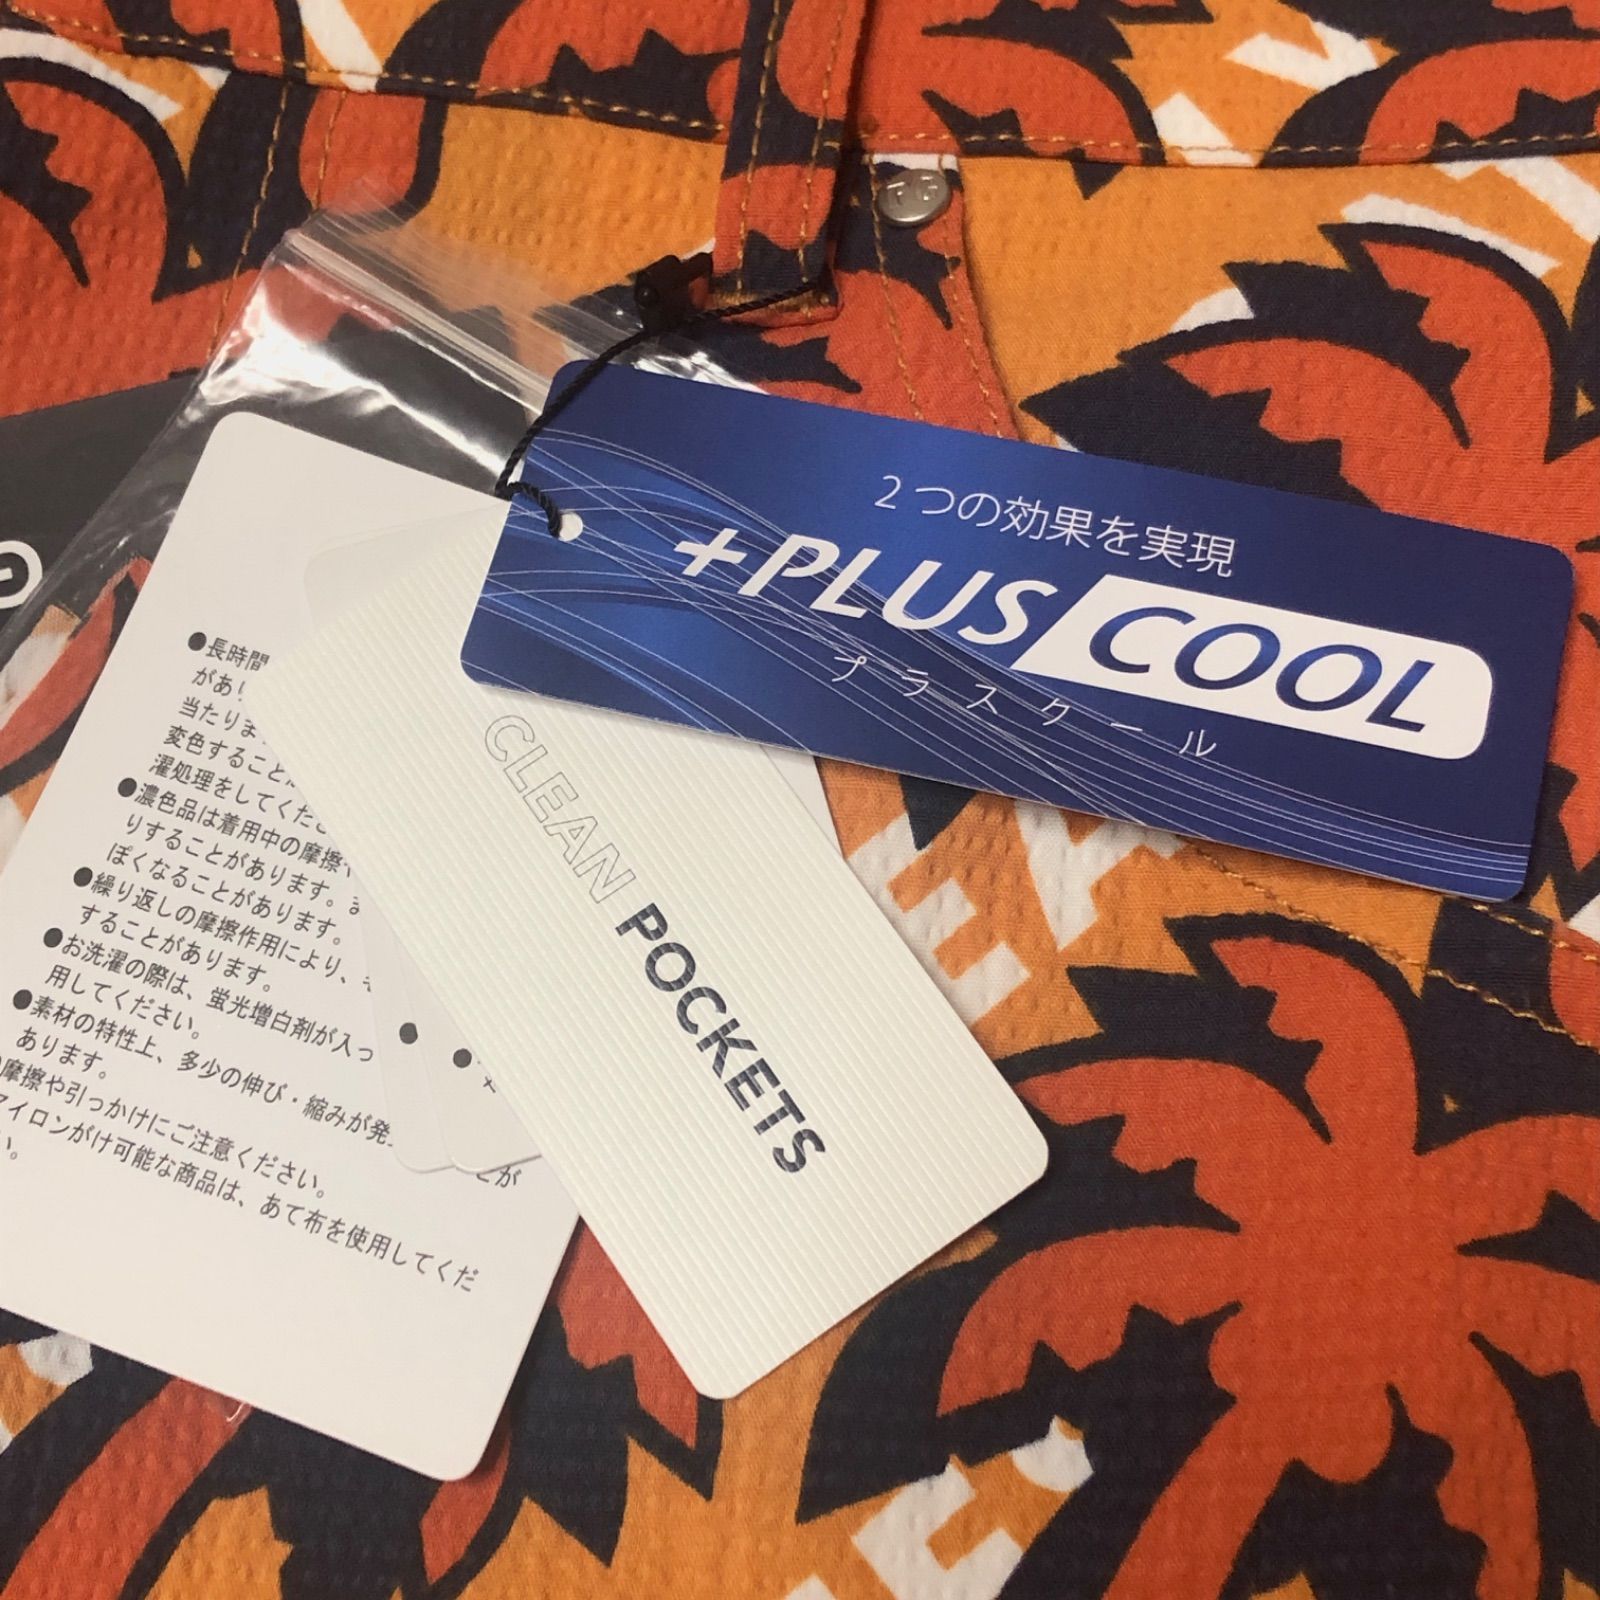 TG
2つの効果を実現
+PLUS COOL
プラスクール
CLEAN POCKETS
●長時間
があり
当たりま
変色すること
濯処理をしてくださ
●濃色品は着用中の摩擦
りすることがあります。ま
ぽくなることがあります。
●繰り返しの摩擦作用により、
することがあります。
●お洗濯の際は、蛍光増白剤が入っ
用してください。
●素材の特性上、多少の伸び・縮みが発
とが
あります。
摩擦や引っかけにご注意ください。
アイロンがけ可能な商品は、あて布を使用してくだ
い。